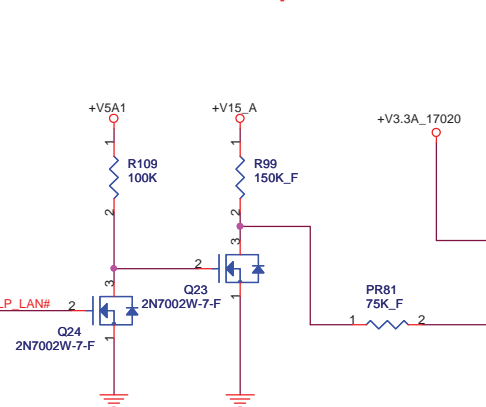 +V5A1
+V15_A
+V3.3A_17020
1
1
R109
100K
R99
150K_F
2
2
3
2
3
Q23
2N7002W-7-F
1
PR81
75K_F
LP_LAN#
2
1
2
Q24
2N7002W-7-F
1